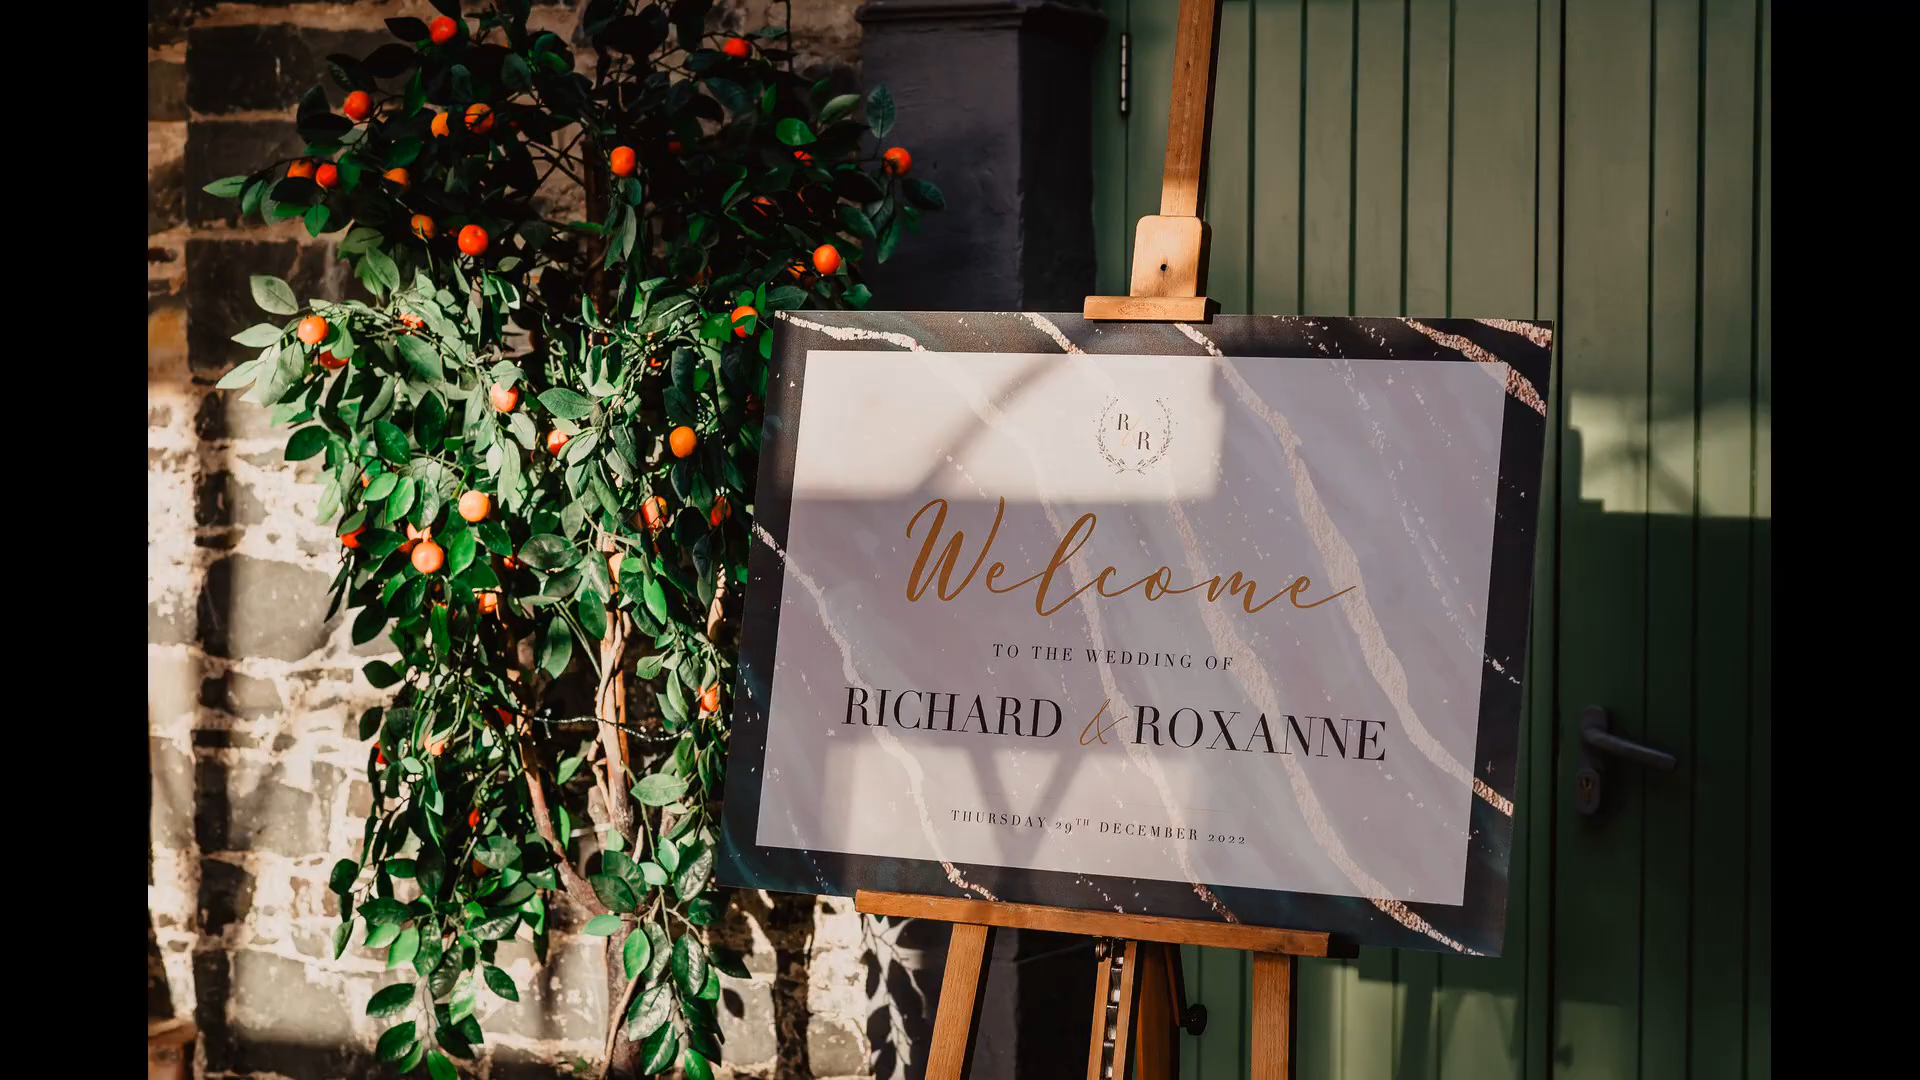 R & R
Welcome
TO THE WEDDING OF
RICHARD & ROXANNE
THURSDAY 29TH DECEMBER 2022